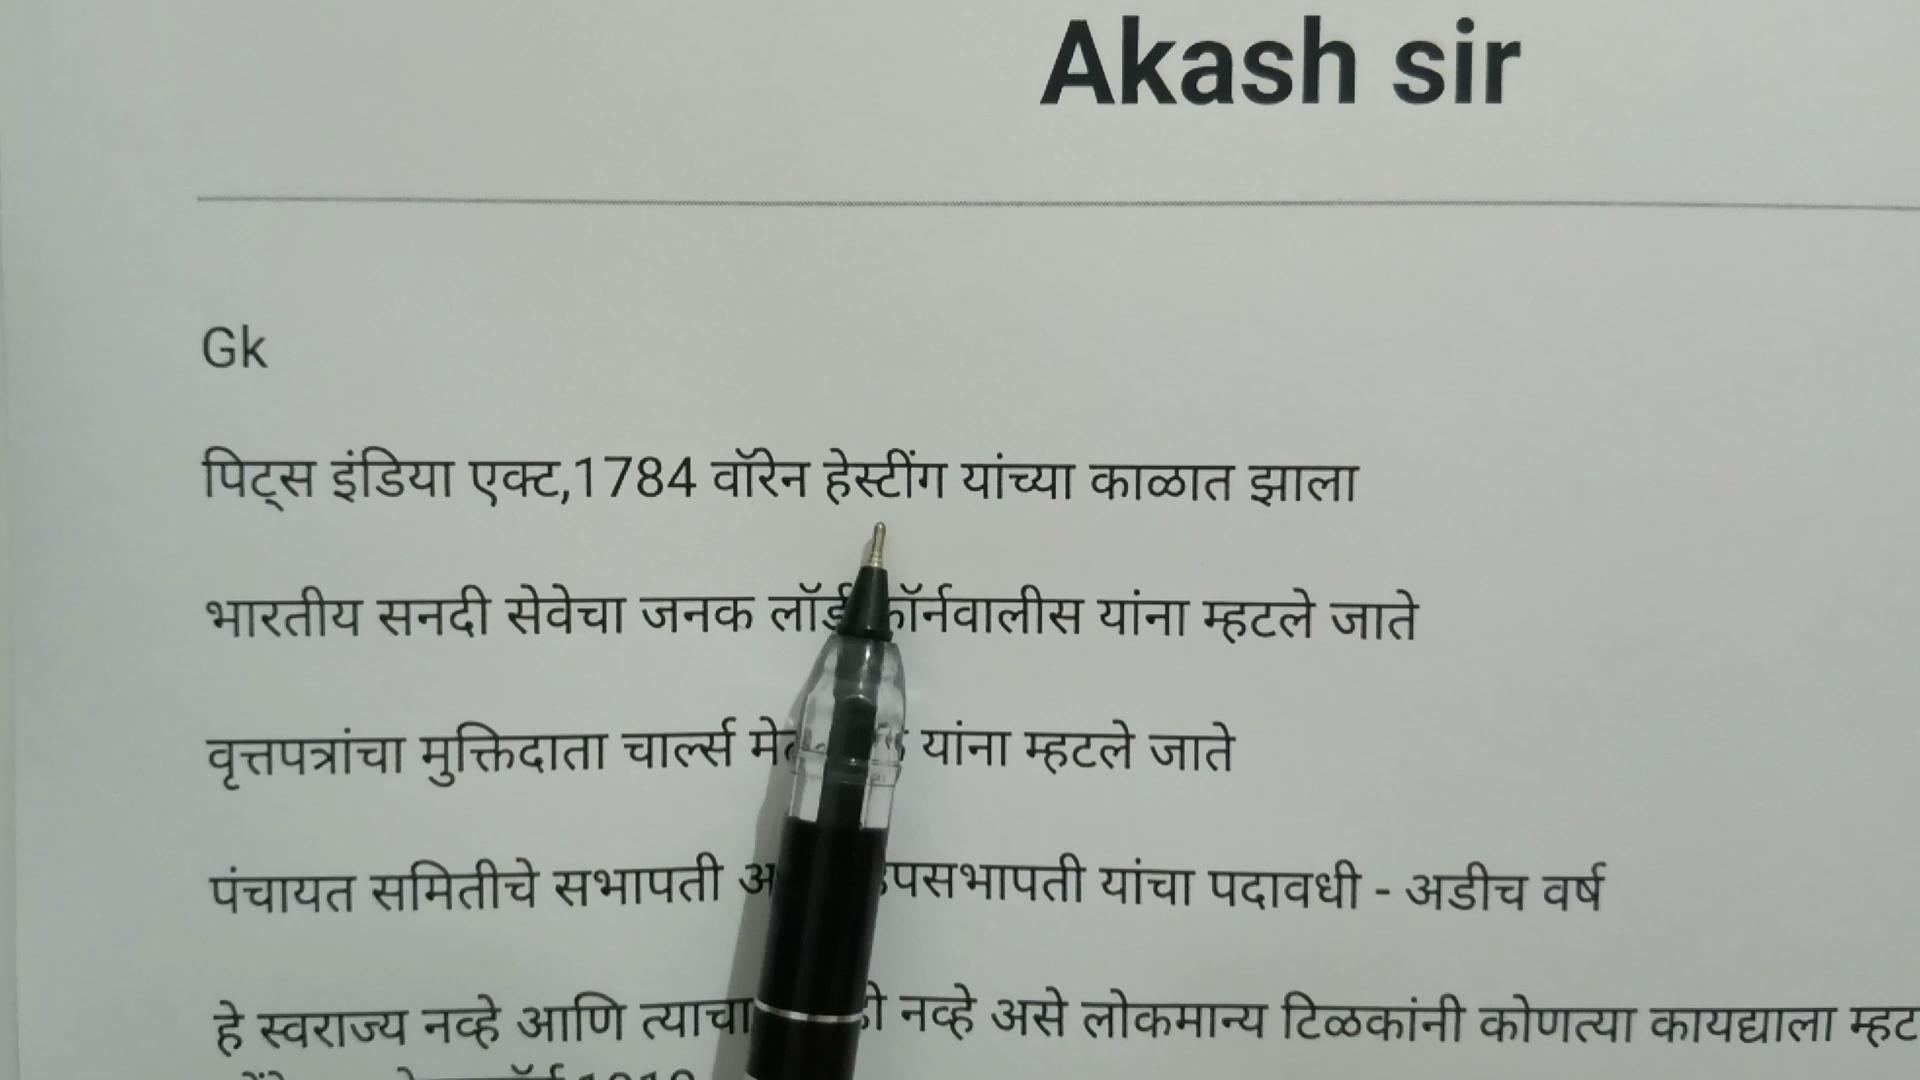 Akash sir
Gk
पिट्स इंडिया एक्ट,1784 वॉरेन हेस्टींग यांच्या काळात झाला
भारतीय सनदी सेवेचा जनक लॉर्ड कॉर्नवालीस यांना म्हटले जाते
वृत्तपत्रांचा मुक्तिदाता चार्ल्स यांना म्हटले जाते
पंचायत समितीचे सभापती उपसभापती यांचा पदावधी - अडीच वर्ष
हे स्वराज्य नव्हे आणि त्याचा नव्हे असे लोकमान्य टिळकांनी कोणत्या कायद्याला